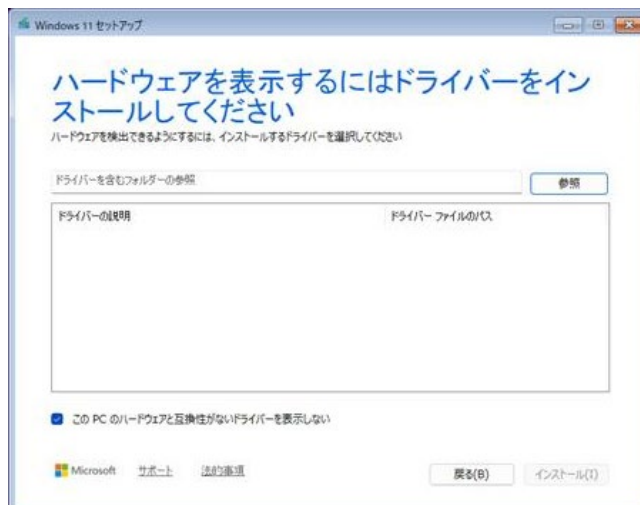 Windows 11 セットアップ
ハードウェアを表示するにはドライバーをイン
ストールしてください
ハードウェアを検出できるようにするには、インストールするドライバーを選択してください
ドライバーを含むフォルダーの参照
参照
ドライバーの説明
ドライバー ファイルのパス
この PC のハードウェアと互換性がないドライバーを表示しない
Microsoft サポート 法的事項
戻る(B)
インストール(I)